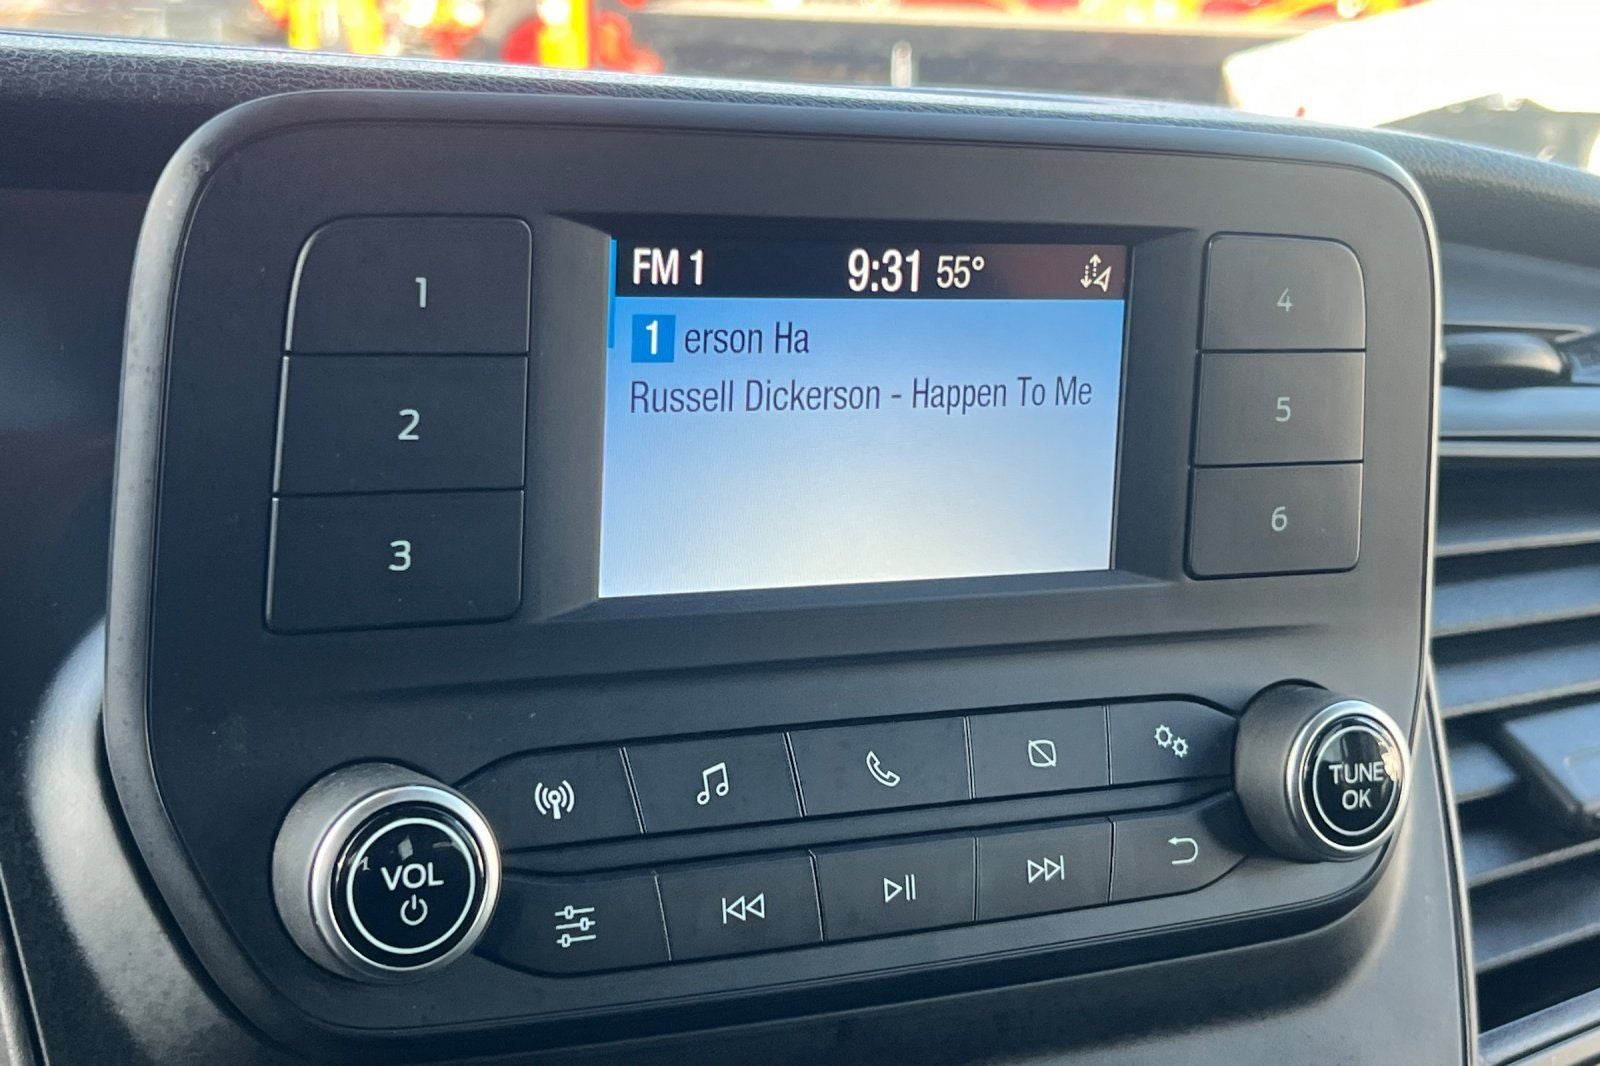 FM 1 9:31 55°
1 erson Ha
Russell Dickerson - Happen To Me
1
2
3
4
5
6
VOL
TUNE
OK